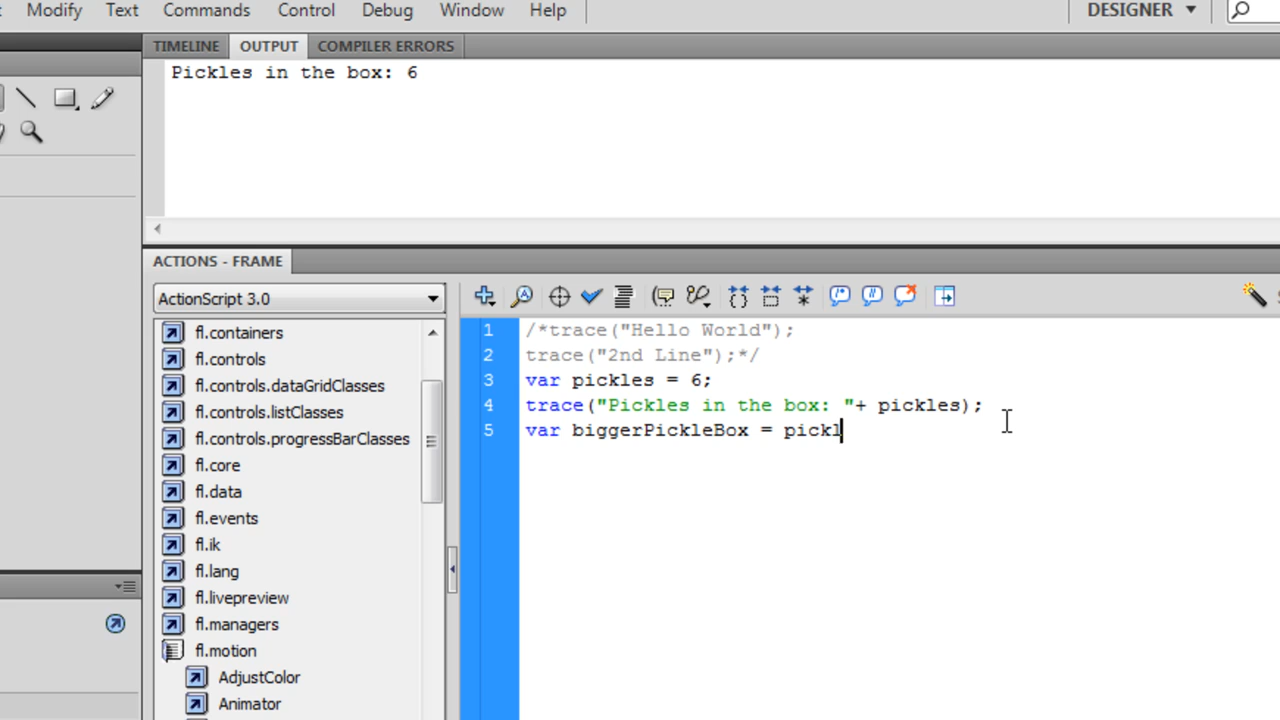 Modify Text Commands Control Debug Window Help DESIGNER
TIMELINE OUTPUT COMPILER ERRORS
Pickles in the box: 6
ACTIONS - FRAME
ActionScript 3.0
fl.containers
fl.controls
fl.controls.dataGridClasses
fl.controls.listClasses
fl.controls.progressBarClasses
fl.core
fl.data
fl.events
fl.ik
fl.lang
fl.livepreview
fl.managers
fl.motion
AdjustColor
Animator
1 /*trace("Hello World");
2 trace("2nd Line");*/
3 var pickles = 6;
4 trace("Pickles in the box: "+ pickles);
5 var biggerPickleBox = pickl